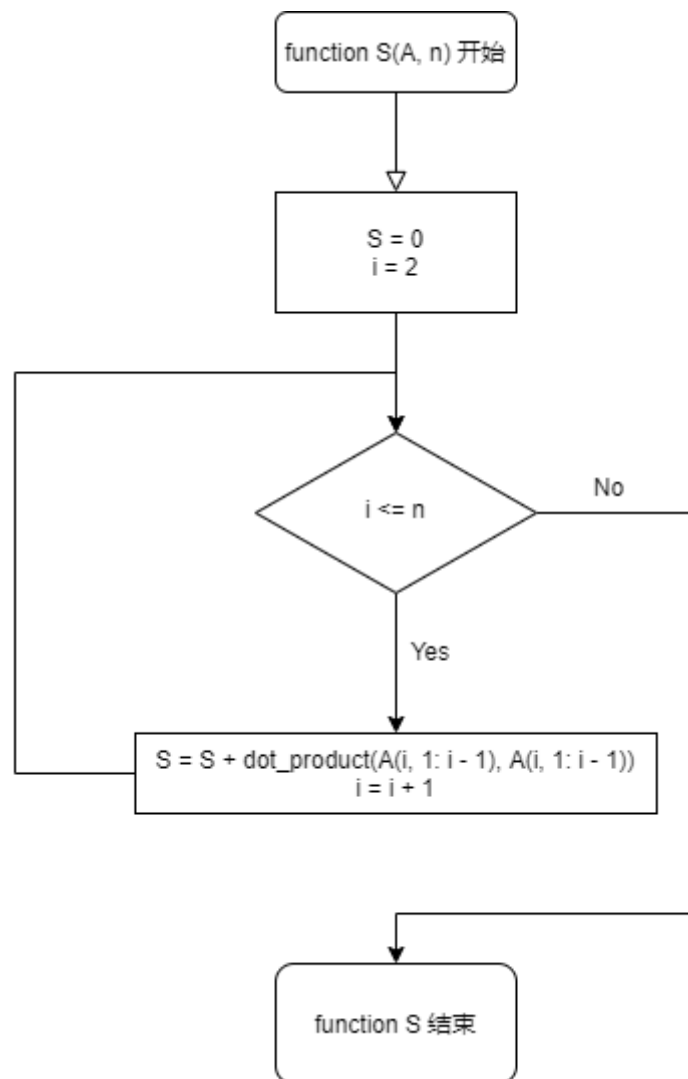 function S(A, n) 开始
S = 0
i = 2
i <= n
No
Yes
S = S + dot_product(A(i, 1: i - 1), A(i, 1: i - 1))
i = i + 1
function S 结束